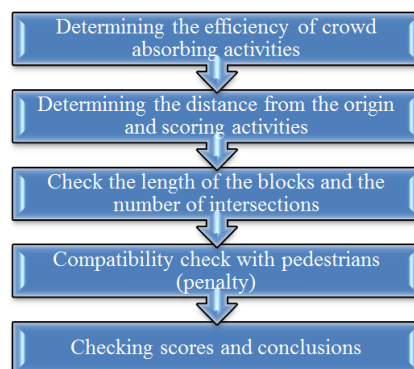 Determining the efficiency of crowd
absorbing activities
Determining the distance from the origin
and scoring activities
Check the length of the blocks and the
number of intersections
Compatibility check with pedestrians
(penalty)
Checking scores and conclusions